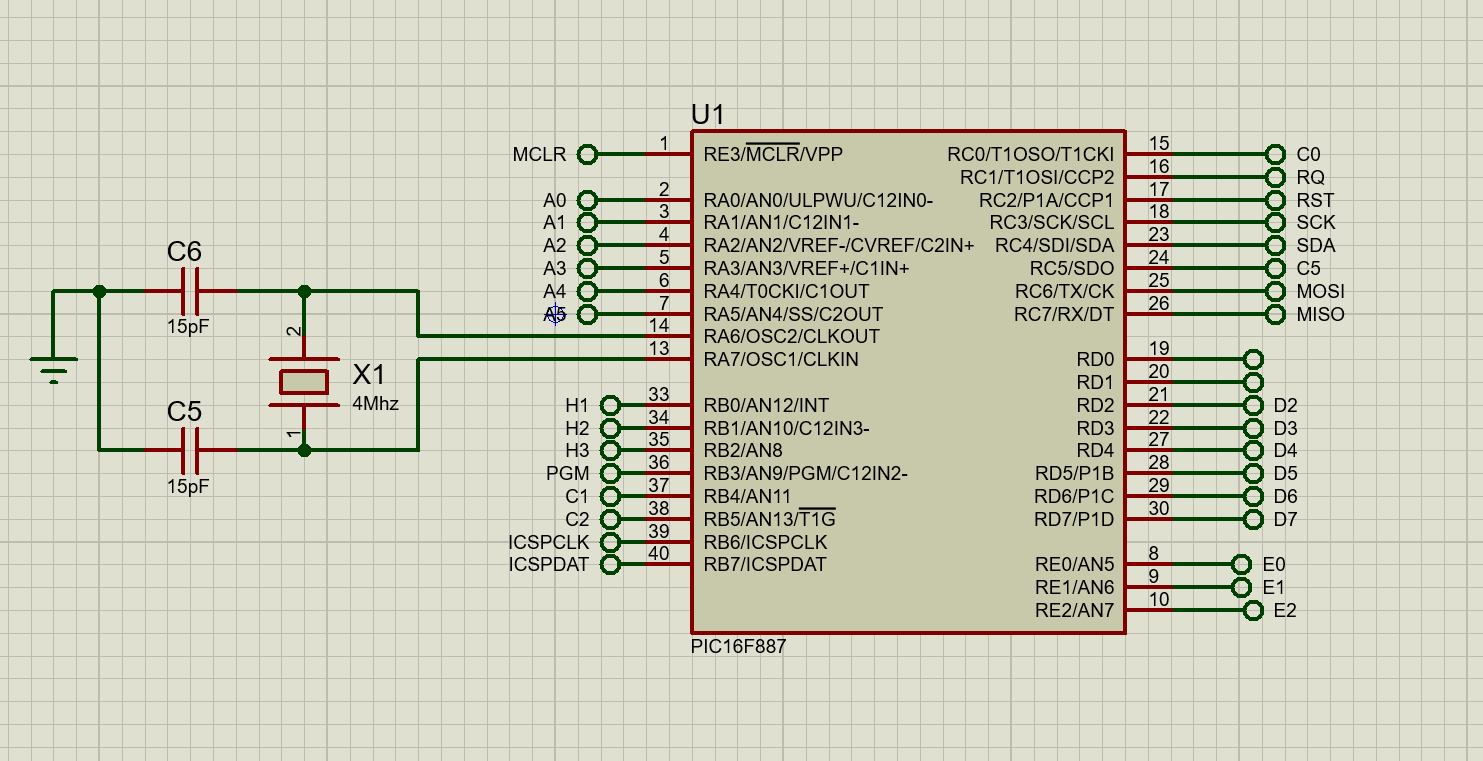 U1
MCLR 1 RE3/MCLR/VPP
A0 2 RA0/AN0/ULPWU/C12IN0-
A1 3 RA1/AN1/C12IN1-
A2 4 RA2/AN2/VREF-/CVREF/C2IN+
A3 5 RA3/AN3/VREF+/C1IN+
A4 6 RA4/T0CKI/C1OUT
A5 7 RA5/AN4/SS/C2OUT
14 RA6/OSC2/CLKOUT
13 RA7/OSC1/CLKIN
H1 33 RB0/AN12/INT
H2 34 RB1/AN10/C12IN3-
H3 35 RB2/AN8
PGM 36 RB3/AN9/PGM/C12IN2-
C1 37 RB4/AN11
C2 38 RB5/AN13/T1G
ICSPCLK 39 RB6/ICSPCLK
ICSPDAT 40 RB7/ICSPDAT
RC0/T1OSO/T1CKI 15 C0
RC1/T1OSI/CCP2 16 RQ
RC2/P1A/CCP1 17 RST
RC3/SCK/SCL 18 SCK
RC4/SDI/SDA 23 SDA
RC5/SDO 24 C5
RC6/TX/CK 25 MOSI
RC7/RX/DT 26 MISO
RD0 19
RD1 20
RD2 21 D2
RD3 22 D3
RD4 27 D4
RD5/P1B 28 D5
RD6/P1C 29 D6
RD7/P1D 30 D7
RE0/AN5 8 E0
RE1/AN6 9 E1
RE2/AN7 10 E2
PIC16F887
C6
15pF
2
X1
4Mhz
1
C5
15pF